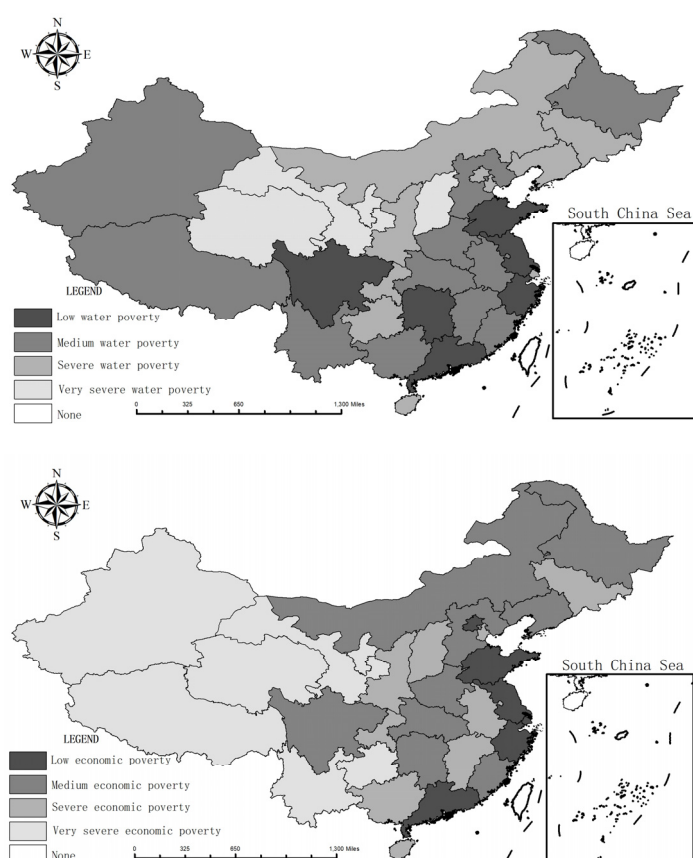 N
W E
S
South China Sea
LEGEND
Low water poverty
Medium water poverty
Severe water poverty
Very severe water poverty
None
0 325 650 1,300 Miles
N
W E
S
South China Sea
LEGEND
Low economic poverty
Medium economic poverty
Severe economic poverty
Very severe economic poverty
None
0 325 650 1,300 Miles